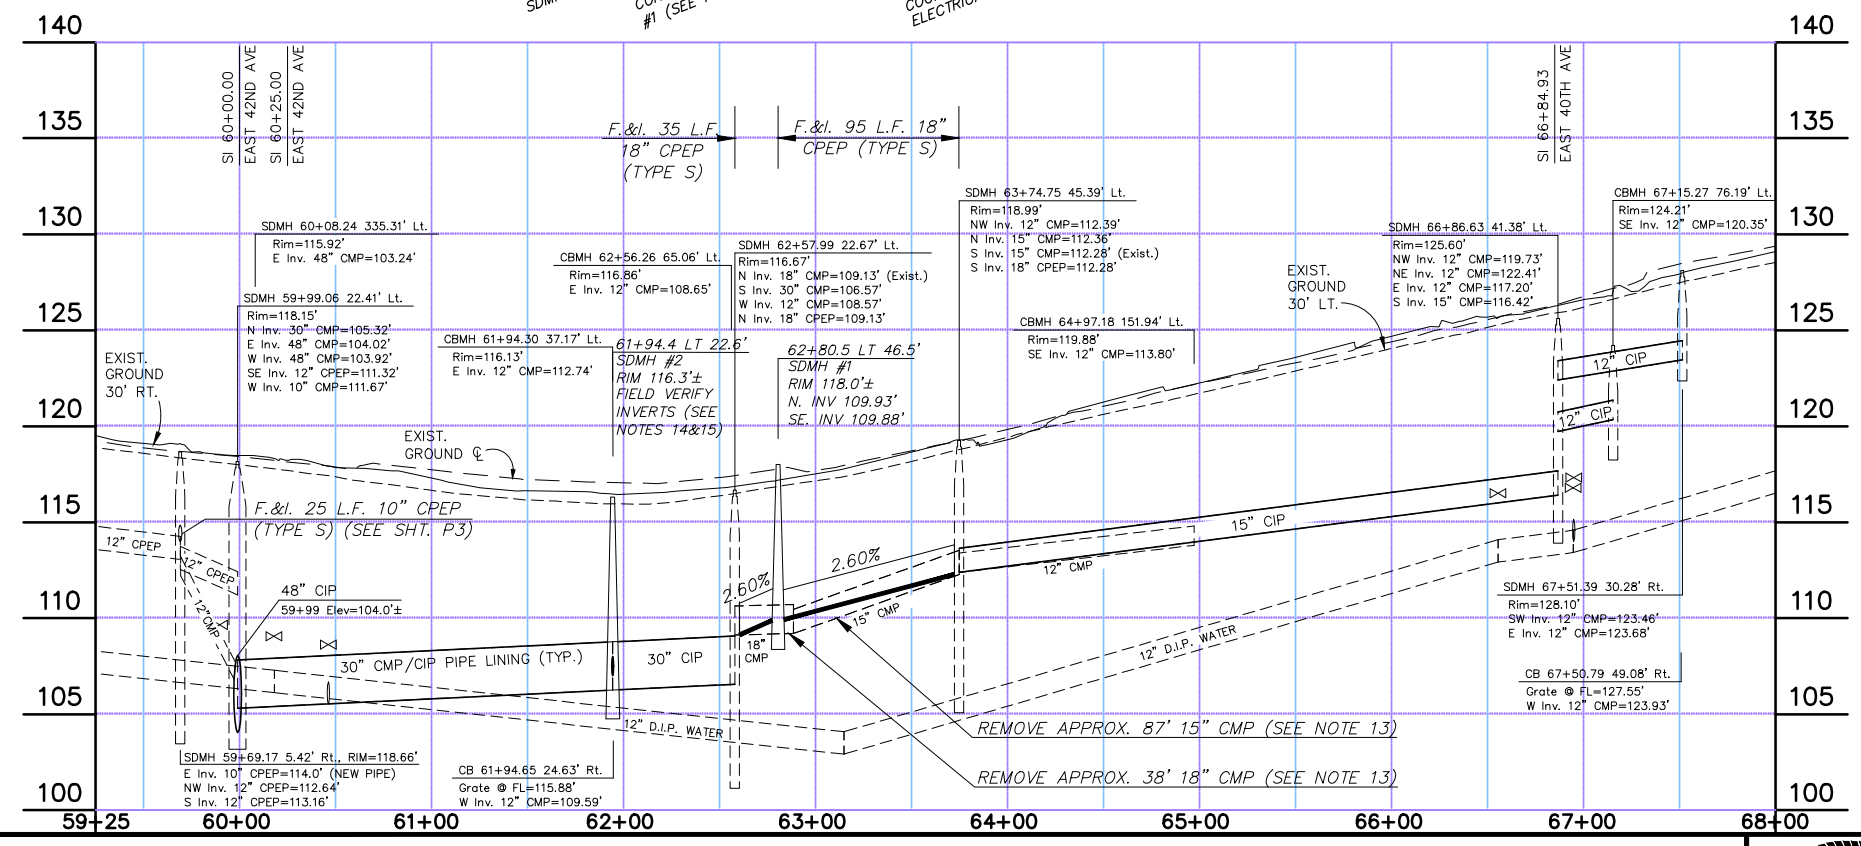 SDM
#1 (SEE
ELECTRIC
140
140
135
135
130
130
125
125
120
120
115
115
110
110
105
105
100
100
SI 60+00.00
EAST 42ND AVE
SI 60+25.00
EAST 42ND AVE
F.&I. 35 L.F.
18" CPEP
(TYPE S)
F.&I. 95 L.F. 18"
CPEP (TYPE S)
SI 66+84.93
EAST 40TH AVE
SDMH 60+08.24 335.31' Lt.
Rim=115.92'
E Inv. 48" CMP=103.24'
SDMH 59+99.06 22.41' Lt.
Rim=118.15'
N Inv. 30" CMP=105.32'
E Inv. 48" CMP=104.02'
W Inv. 48" CMP=103.92'
SE Inv. 12" CPEP=111.32'
W Inv. 10" CMP=111.67'
CBMH 62+56.26 65.06' Lt.
Rim=116.86'
E Inv. 12" CMP=108.65'
CBMH 61+94.30 37.17' Lt.
Rim=116.13'
E Inv. 12" CMP=112.74'
61+94.4 LT 22.6'
SDMH #2
RIM 116.3'±
FIELD VERIFY
INVERTS (SEE
NOTES 14&15)
SDMH 62+57.99 22.67' Lt.
Rim=116.67'
N Inv. 18" CMP=109.13' (Exist.)
S Inv. 30" CMP=106.57'
W Inv. 12" CMP=108.57'
N Inv. 18" CPEP=109.13'
62+80.5 LT 46.5'
SDMH #1
RIM 118.0'±
N. INV 109.93'
SE. INV 109.88'
SDMH 63+74.75 45.39' Lt.
Rim=118.99'
NW Inv. 12" CMP=112.39'
N Inv. 15" CMP=112.36'
S Inv. 15" CMP=112.28' (Exist.)
S Inv. 18" CPEP=112.28'
CBMH 64+97.18 151.94' Lt.
Rim=119.88'
SE Inv. 12" CMP=113.80'
EXIST.
GROUND
30' LT.
SDMH 66+86.63 41.38' Lt.
Rim=125.60'
NW Inv. 12" CMP=119.73'
NE Inv. 12" CMP=122.41'
E Inv. 12" CMP=117.20'
S Inv. 15" CMP=116.42'
CBMH 67+15.27 76.19' Lt.
Rim=124.21'
SE Inv. 12" CMP=120.35'
EXIST.
GROUND
30' RT.
EXIST.
GROUND ℄
12" CIP
12" CIP
F.&I. 25 L.F. 10" CPEP
(TYPE S) (SEE SHT. P3)
12" CPEP
12" CPEP
12" CMP
48" CIP
59+99 Elev=104.0'±
30" CMP/CIP PIPE LINING (TYP.)
30" CIP
2.60%
2.60%
18"
CMP
15" CMP
12" CMP
15" CIP
12" D.I.P. WATER
12" D.I.P. WATER
REMOVE APPROX. 87' 15" CMP (SEE NOTE 13)
REMOVE APPROX. 38' 18" CMP (SEE NOTE 13)
SDMH 67+51.39 30.28' Rt.
Rim=128.10'
SW Inv. 12" CMP=123.46'
E Inv. 12" CMP=123.68'
CB 67+50.79 49.08' Rt.
Grate @ FL=127.55'
W Inv. 12" CMP=123.93'
SDMH 59+69.17 5.42' Rt., RIM=118.66'
E Inv. 10" CPEP=114.0' (NEW PIPE)
NW Inv. 12" CPEP=112.64'
S Inv. 12" CPEP=113.16'
CB 61+94.65 24.63' Rt.
Grate @ FL=115.88'
W Inv. 12" CMP=109.59'
59+25
60+00
61+00
62+00
63+00
64+00
65+00
66+00
67+00
68+00